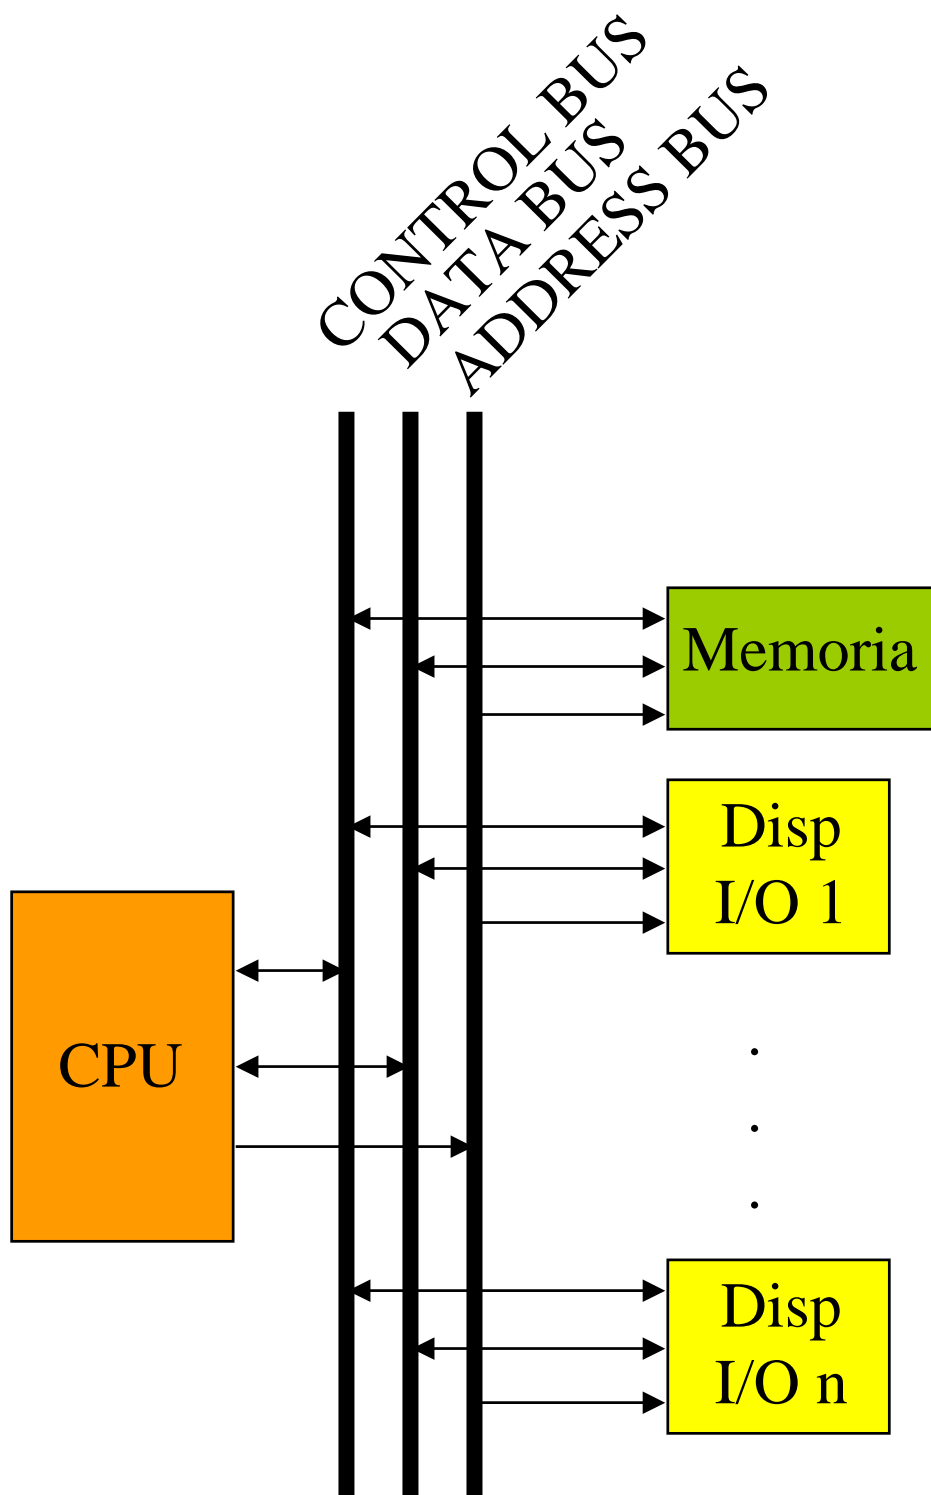 CONTROL BUS
DATA BUS
ADDRESS BUS
Memoria
Disp
I/O 1
CPU
.
.
.
Disp
I/O n